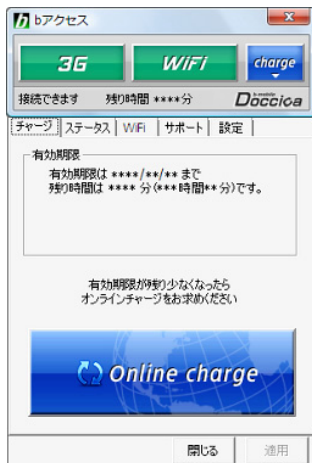 bアクセス
3G WiFi charge
接続できます 残り時間 ****分 b-mobile Doccica
チャージ ステータス WiFi サポート 設定
有効期限
有効期限は ****/**/** まで
残り時間は **** 分(***時間**分)です。
有効期限が残り少なくなったら
オンラインチャージをお求めください
Online charge
閉じる 適用